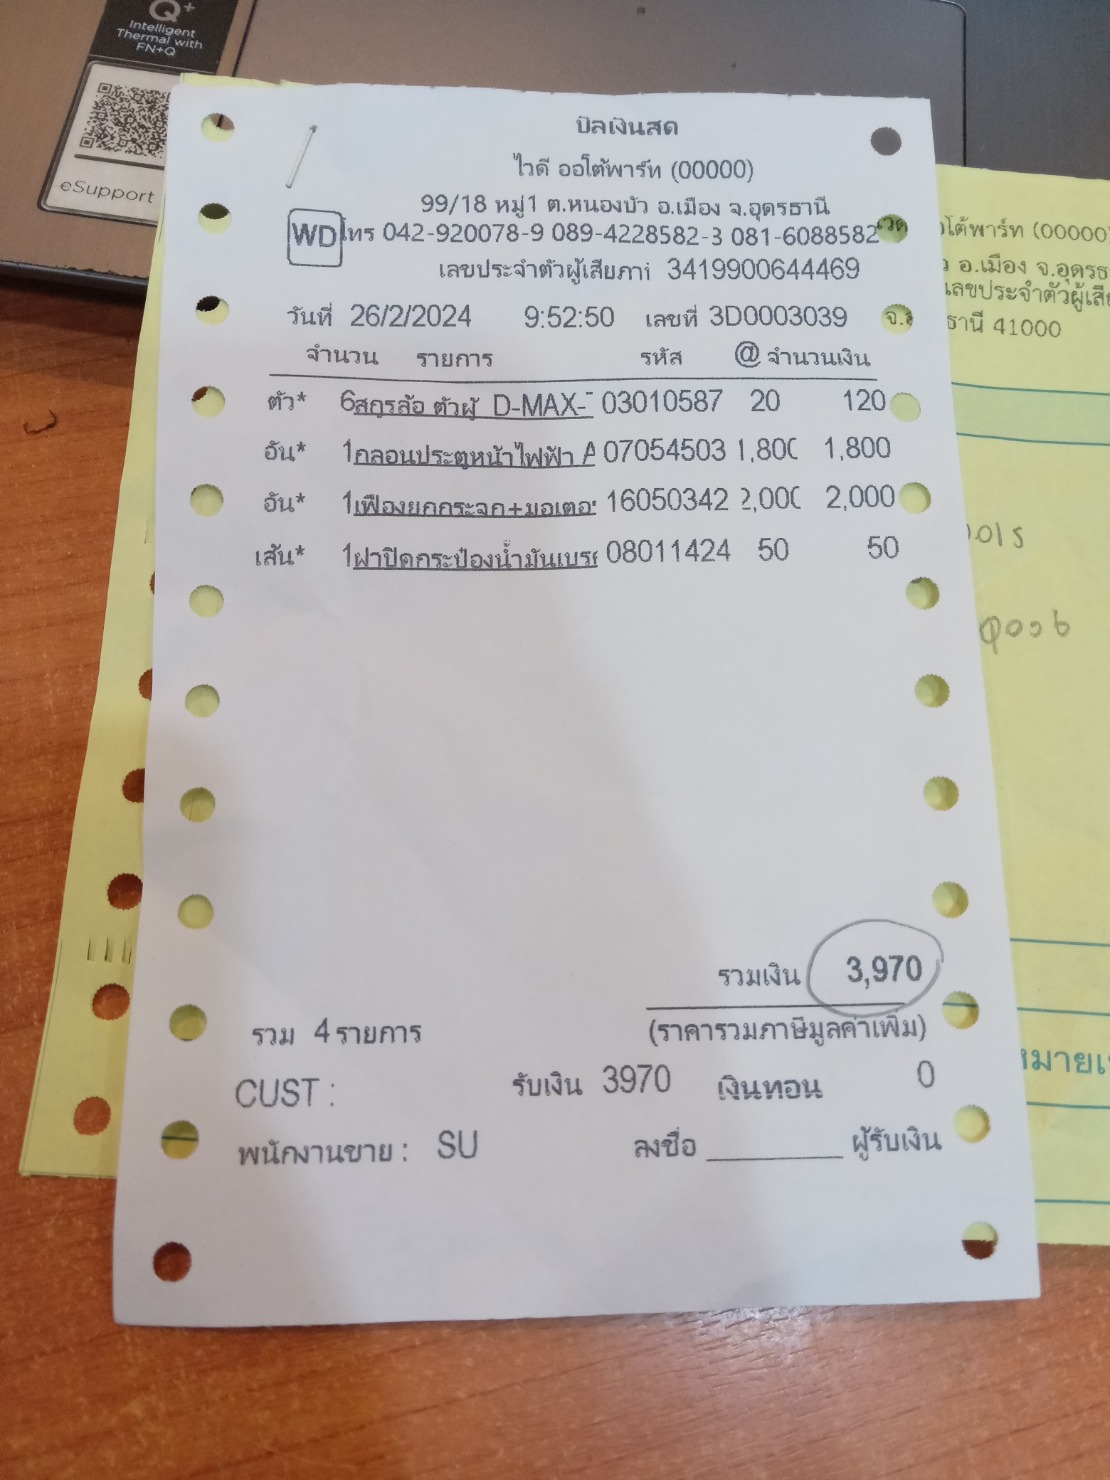 Q+
Intelligent
Thermal with
FN+Q
eSupport
บิลเงินสด
ไวดี ออโต้พาร์ท (00000)
99/18 หมู่1 ต.หนองบัว อ.เมือง จ.อุดรธานี
WD โทร 042-920078-9 089-4228582-3 081-6088582
เลขประจำตัวผู้เสียภาษี 3419900644469
วันที่ 26/2/2024 9:52:50 เลขที่ 3D0003039
จำนวน รายการ รหัส @ จำนวนเงิน
ตัว* 6 สกรูล้อ ตัวผู้ D-MAX- 03010587 20 120
อัน* 1 กลอนประตูหน้าไฟฟ้า A 07054503 1,800 1,800
อัน* 1 เฟืองยกกระจก+มอเตอ 16050342 2,000 2,000
เส้น* 1 ฝาปิดกระป๋องน้ำมันเบร 08011424 50 50
รวมเงิน 3,970
(ราคารวมภาษีมูลค่าเพิ่ม)
รวม 4 รายการ
CUST :
รับเงิน 3970 เงินทอน 0
พนักงานขาย : SU
ลงชื่อ ________ ผู้รับเงิน
โต้พาร์ท (00000)
ว อ.เมือง จ.อุดรธ
เลขประจำตัวผู้เสีย
ธานี 41000
หมายเ